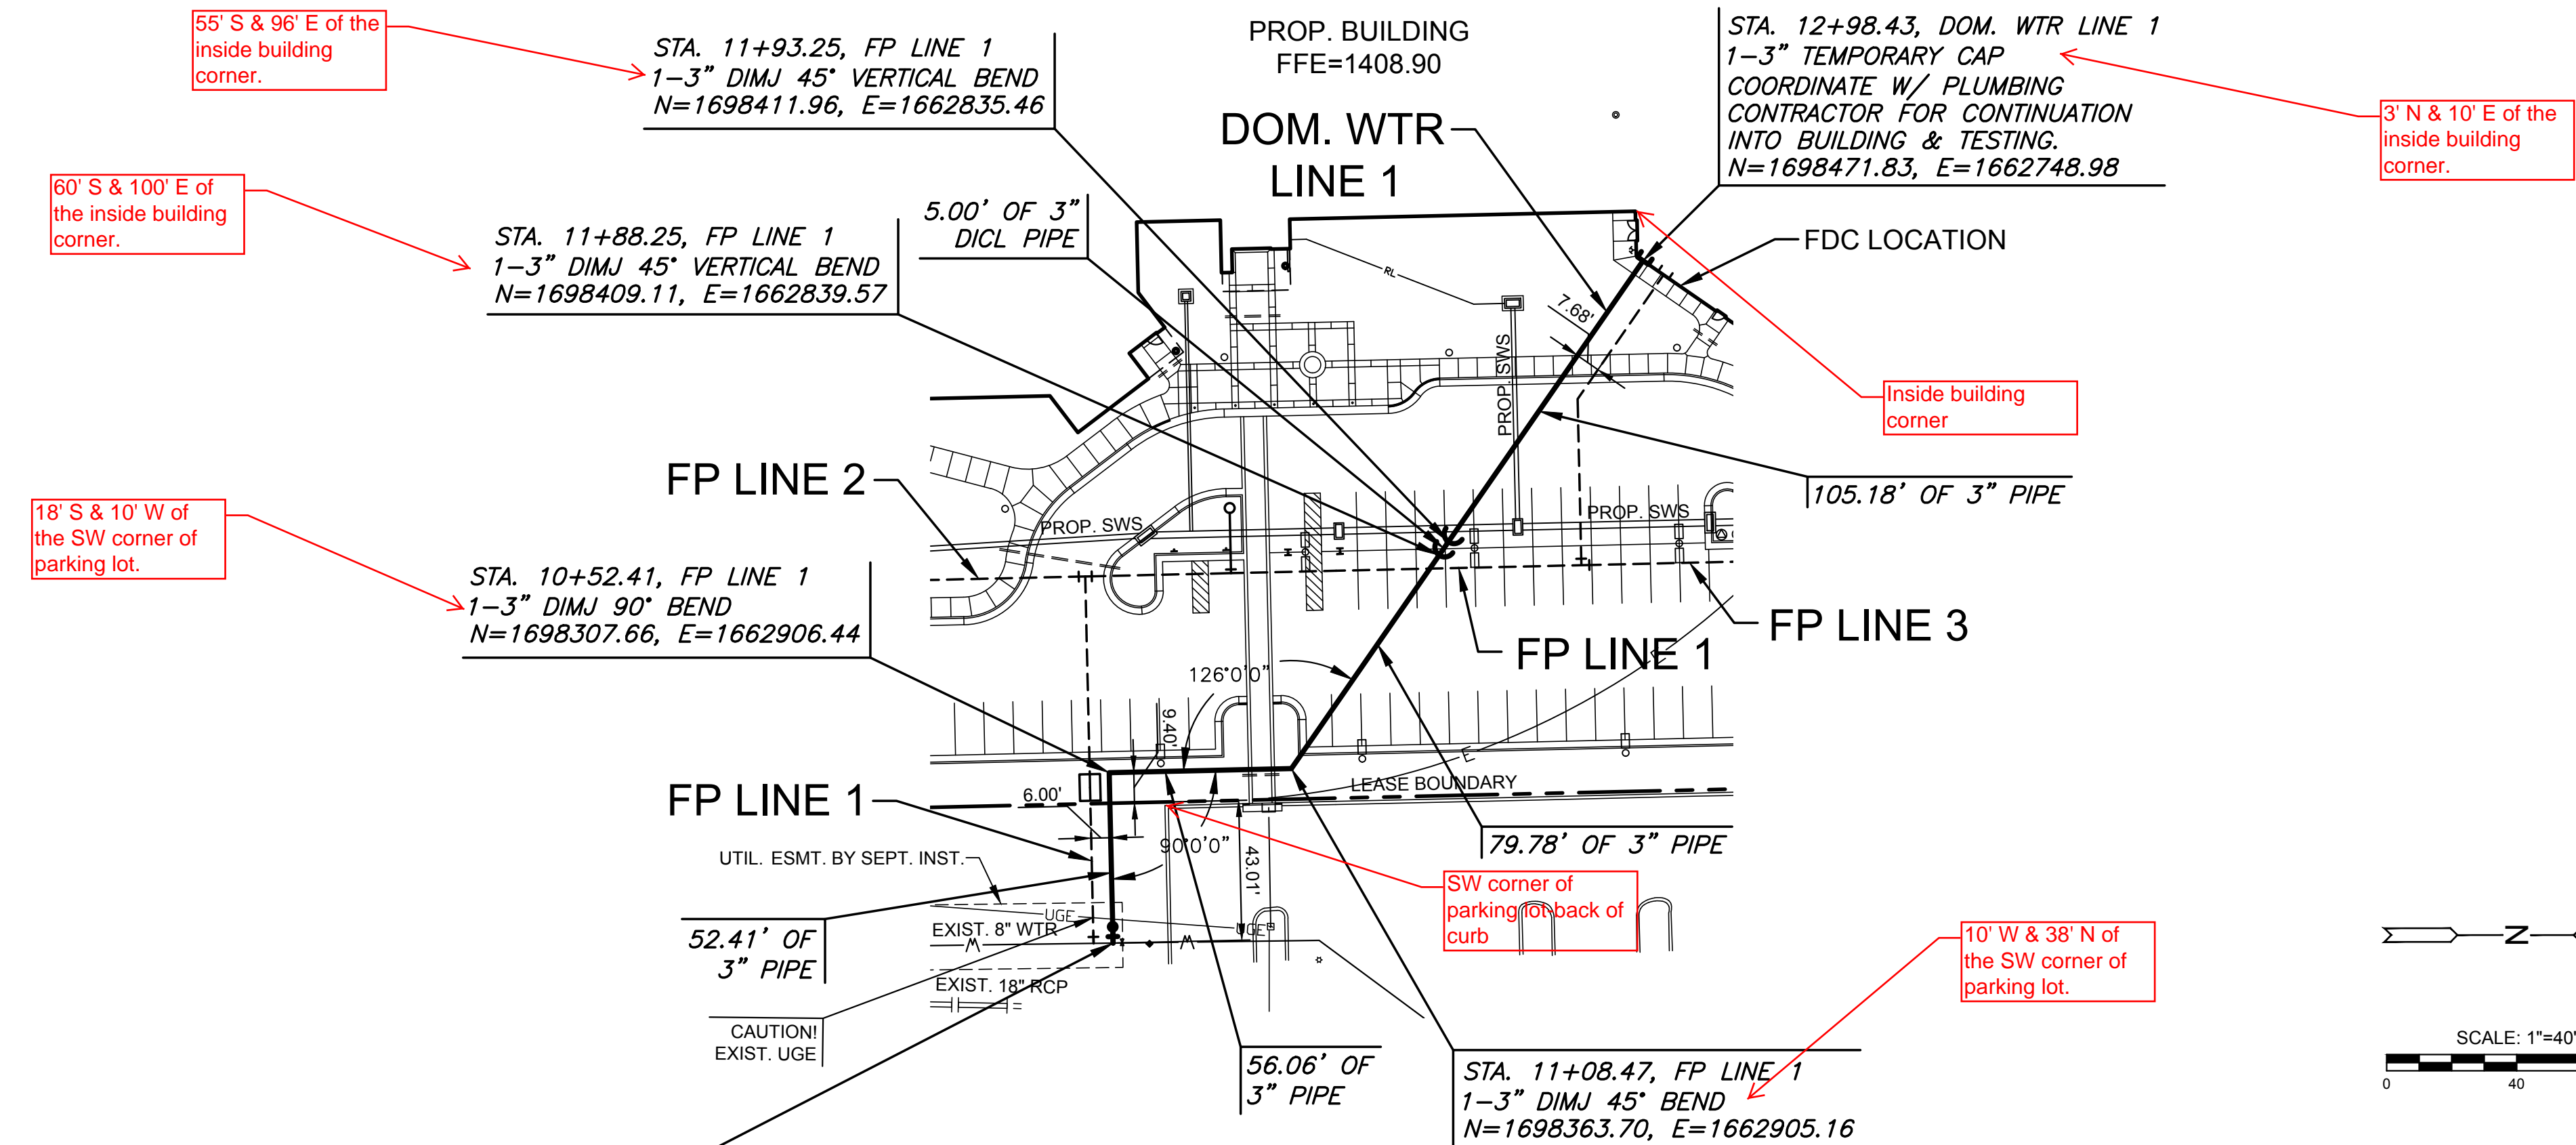 55' S & 96' E of the
inside building
corner.
STA. 11+93.25, FP LINE 1
1-3" DIMJ 45° VERTICAL BEND
N=1698411.96, E=1662835.46
PROP. BUILDING
FFE=1408.90
STA. 12+98.43, DOM. WTR LINE 1
1-3" TEMPORARY CAP
COORDINATE W/ PLUMBING
CONTRACTOR FOR CONTINUATION
INTO BUILDING & TESTING.
N=1698471.83, E=1662748.98
3' N & 10' E of the
inside building
corner.
DOM. WTR
LINE 1
60' S & 100' E of
the inside building
corner.
STA. 11+88.25, FP LINE 1
1-3" DIMJ 45° VERTICAL BEND
N=1698409.11, E=1662839.57
5.00' OF 3"
DICL PIPE
FDC LOCATION
RL
7.68'
PROP. SWS
Inside building
corner
FP LINE 2
105.18' OF 3" PIPE
18' S & 10' W of
the SW corner of
parking lot.
PROP. SWS
PROP. SWS
STA. 10+52.41, FP LINE 1
1-3" DIMJ 90° BEND
N=1698307.66, E=1662906.44
FP LINE 3
FP LINE 1
126°0'0"
9.40'
E
E
LEASE BOUNDARY
FP LINE 1
6.00'
90°0'0"
43.01'
79.78' OF 3" PIPE
UTIL. ESMT. BY SEPT. INST.
SW corner of
parking lot-back of
curb
UGE
UGE
EXIST. 8" WTR
W
W
52.41' OF
3" PIPE
EXIST. 18" RCP
10' W & 38' N of
the SW corner of
parking lot.
N
CAUTION!
EXIST. UGE
56.06' OF
3" PIPE
STA. 11+08.47, FP LINE 1
1-3" DIMJ 45° BEND
N=1698363.70, E=1662905.16
SCALE: 1"=40'
0
40